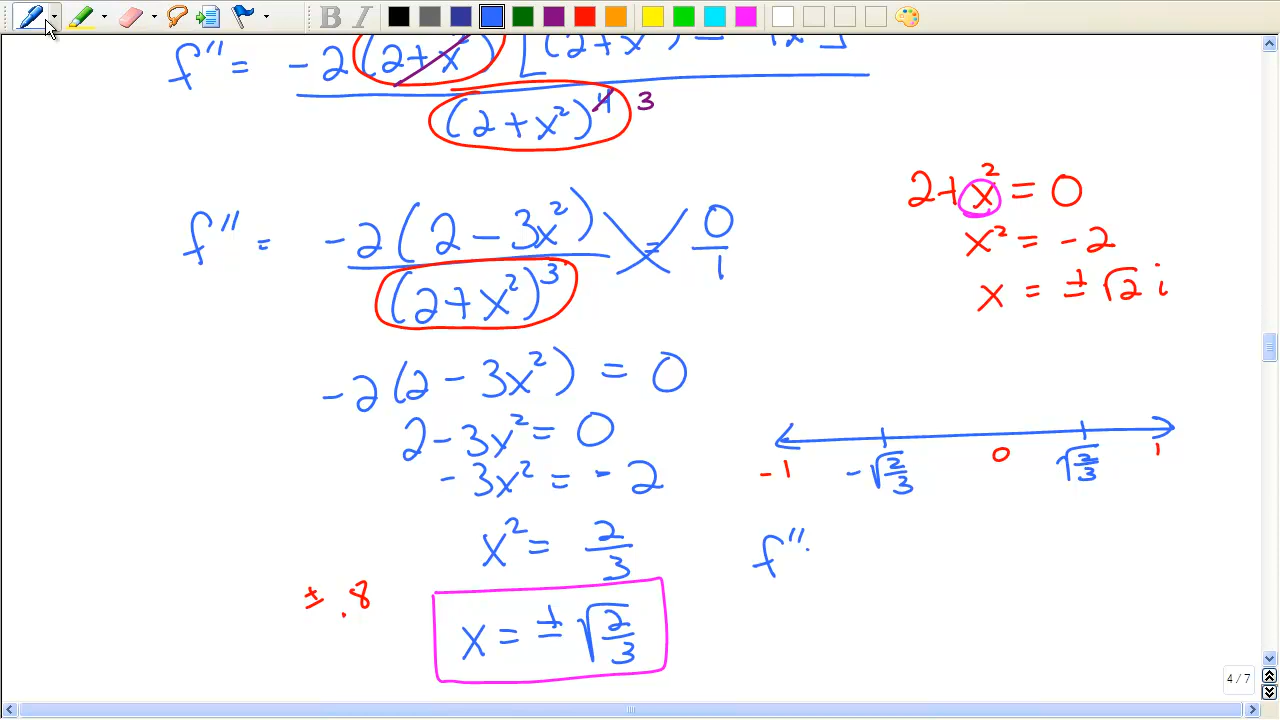 B I
f'' = -2(2+x²) [(2+x²) - 4x²]
(2+x²)⁴ 3
2+x² = 0
f'' = -2(2-3x²) = 0
(2+x²)³ 1
x² = -2
x = ±√2 i
-2(2-3x²) = 0
2-3x² = 0
-3x² = -2
-1 -√2/3 0 √2/3 1
x² = 2/3
f''
± .8
x = ±√2/3
4 / 7